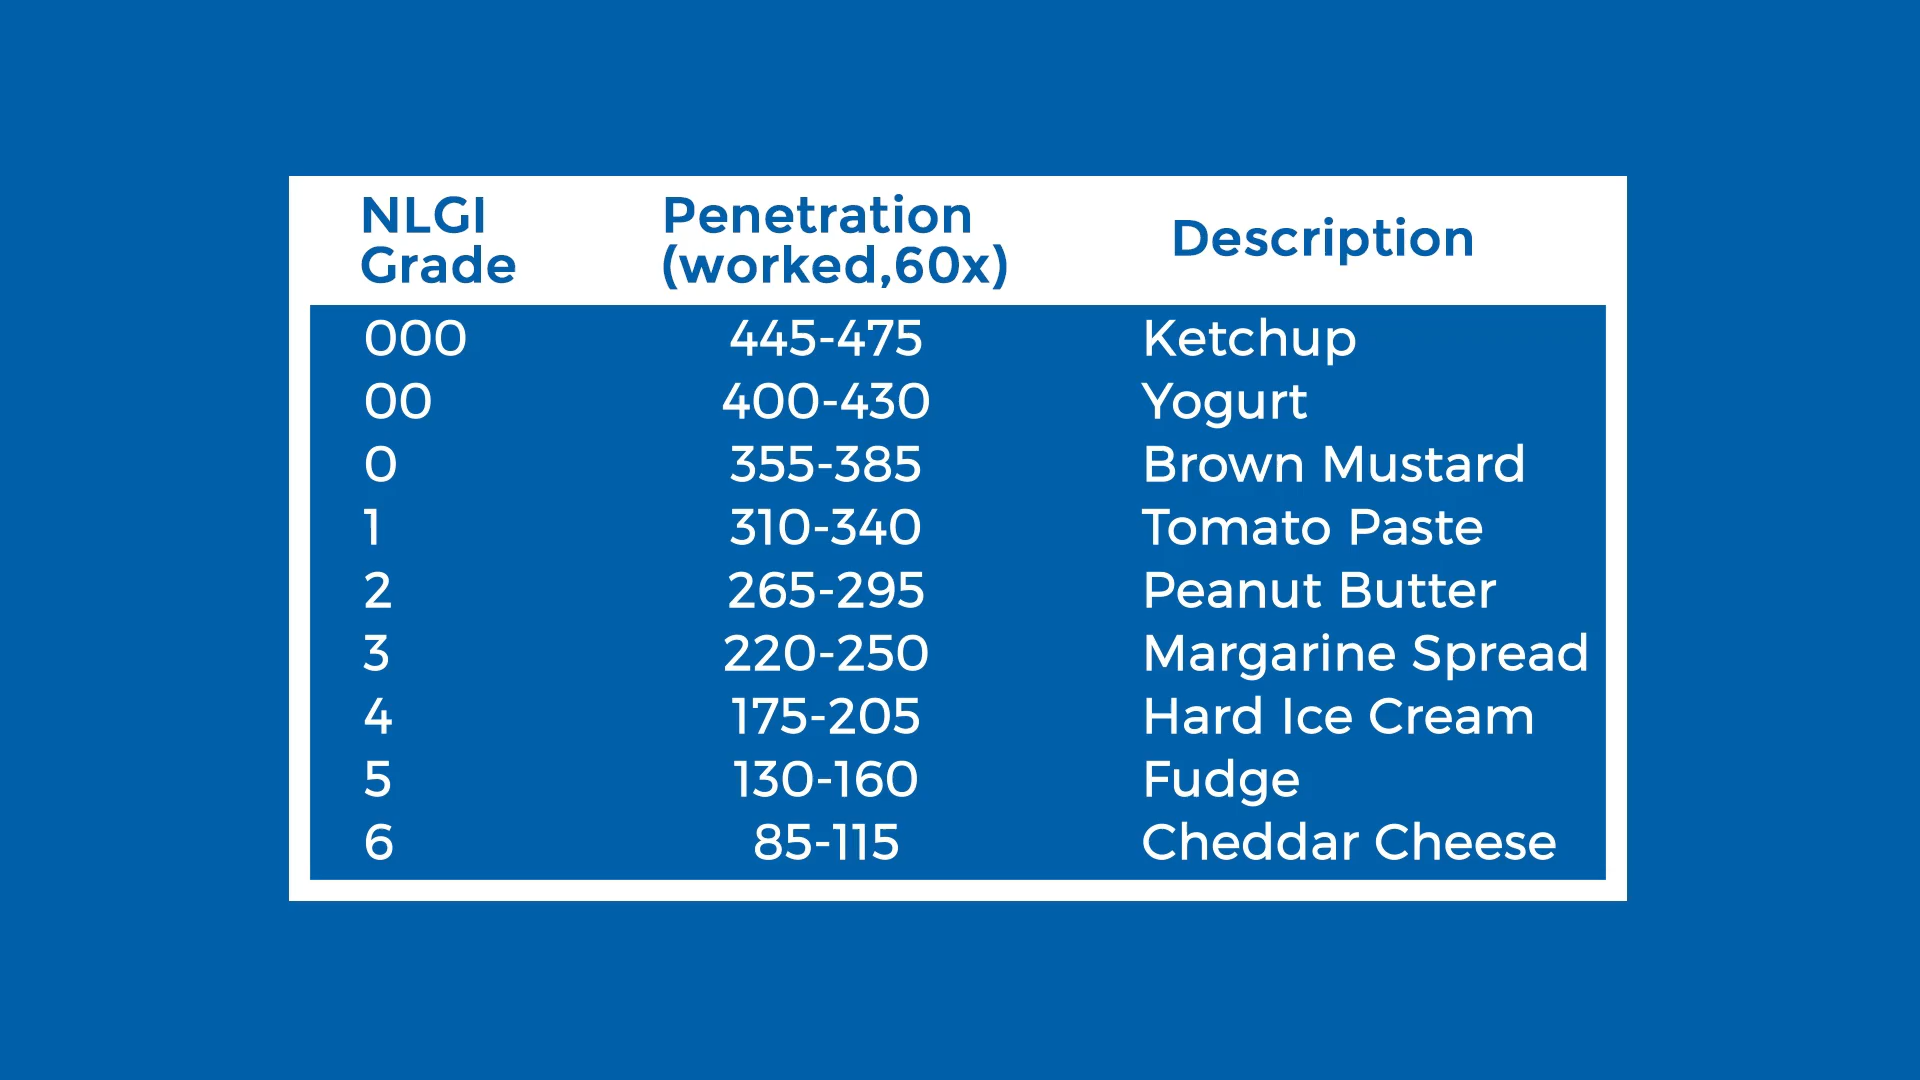 NLGI Grade Penetration (worked,60x) Description
000 445-475 Ketchup
00 400-430 Yogurt
0 355-385 Brown Mustard
1 310-340 Tomato Paste
2 265-295 Peanut Butter
3 220-250 Margarine Spread
4 175-205 Hard Ice Cream
5 130-160 Fudge
6 85-115 Cheddar Cheese